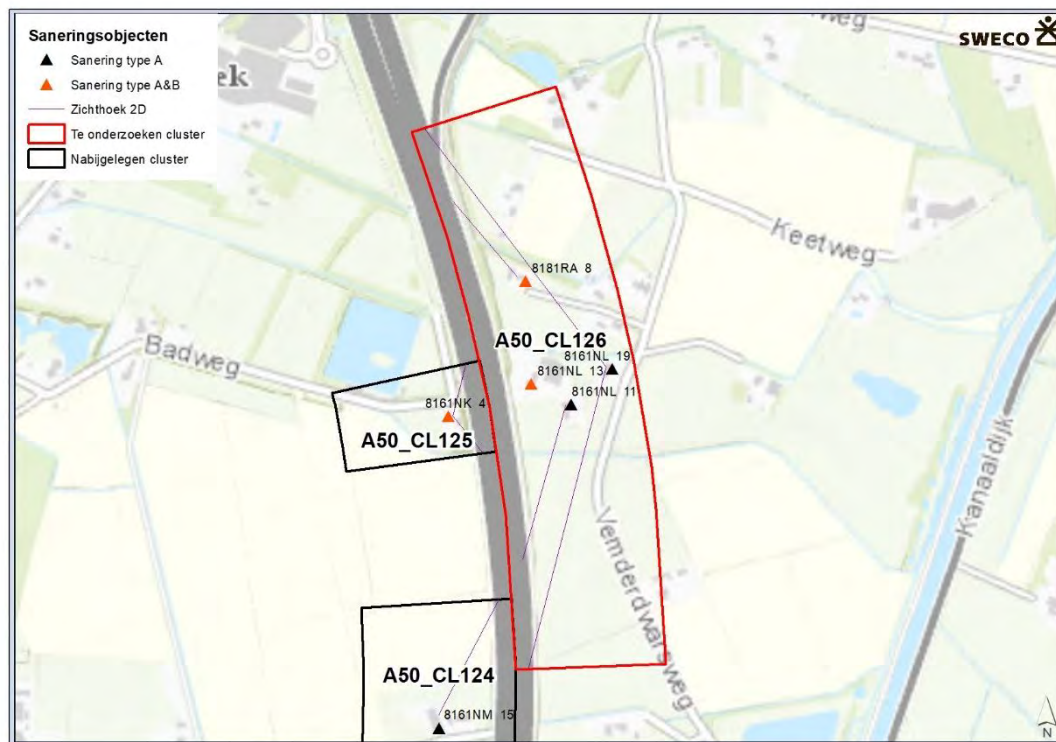 Saneringsobjecten
Sanering type A
Sanering type A&B
Zichthoek 2D
Te onderzoeken cluster
Nabijgelegen cluster
SWECO
Keetweg
8181RA 8
A50_CL126
8161NL 19
8161NL 13
8161NL 11
Badweg
8161NK 4
A50_CL125
Kanaaldijk
Vemderdwarsweg
A50_CL124
8161NM 15
N